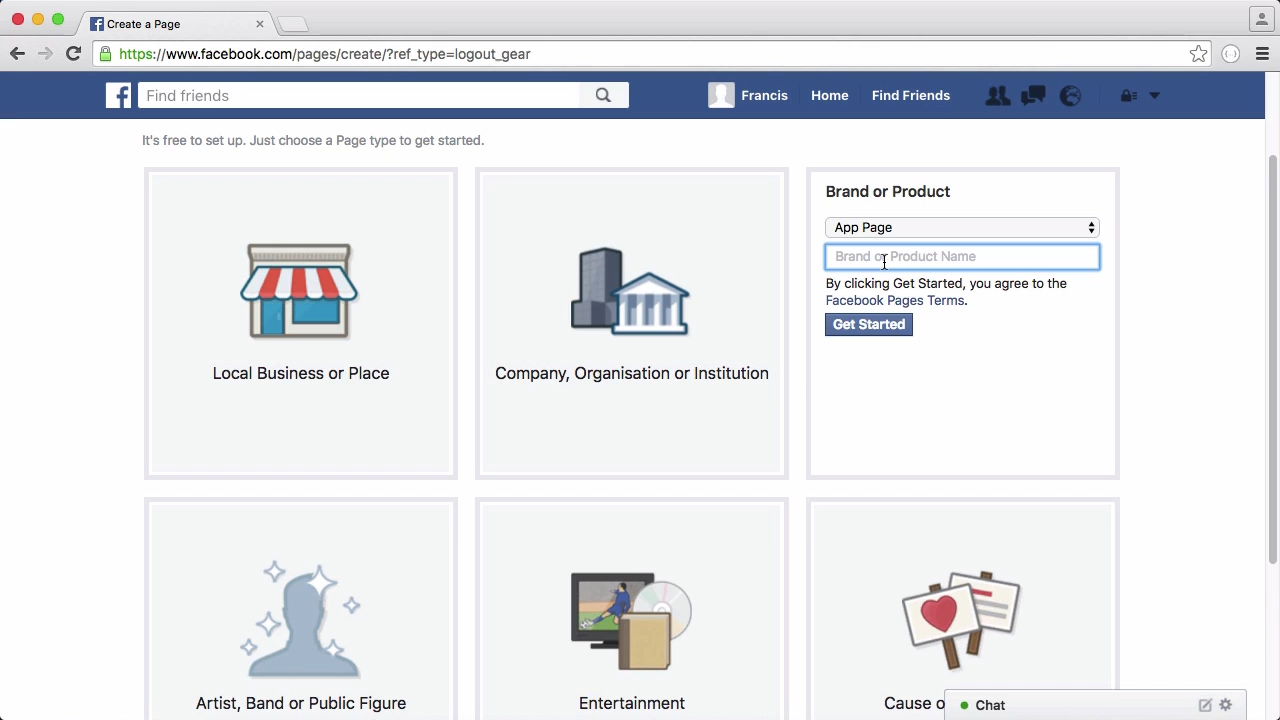 Create a Page
https://www.facebook.com/pages/create/?ref_type=logout_gear
Find friends
Francis
Home
Find Friends
It's free to set up. Just choose a Page type to get started.
Local Business or Place
Company, Organisation or Institution
Brand or Product
App Page
Brand or Product Name
By clicking Get Started, you agree to the
Facebook Pages Terms.
Get Started
Artist, Band or Public Figure
Entertainment
Cause o
Chat